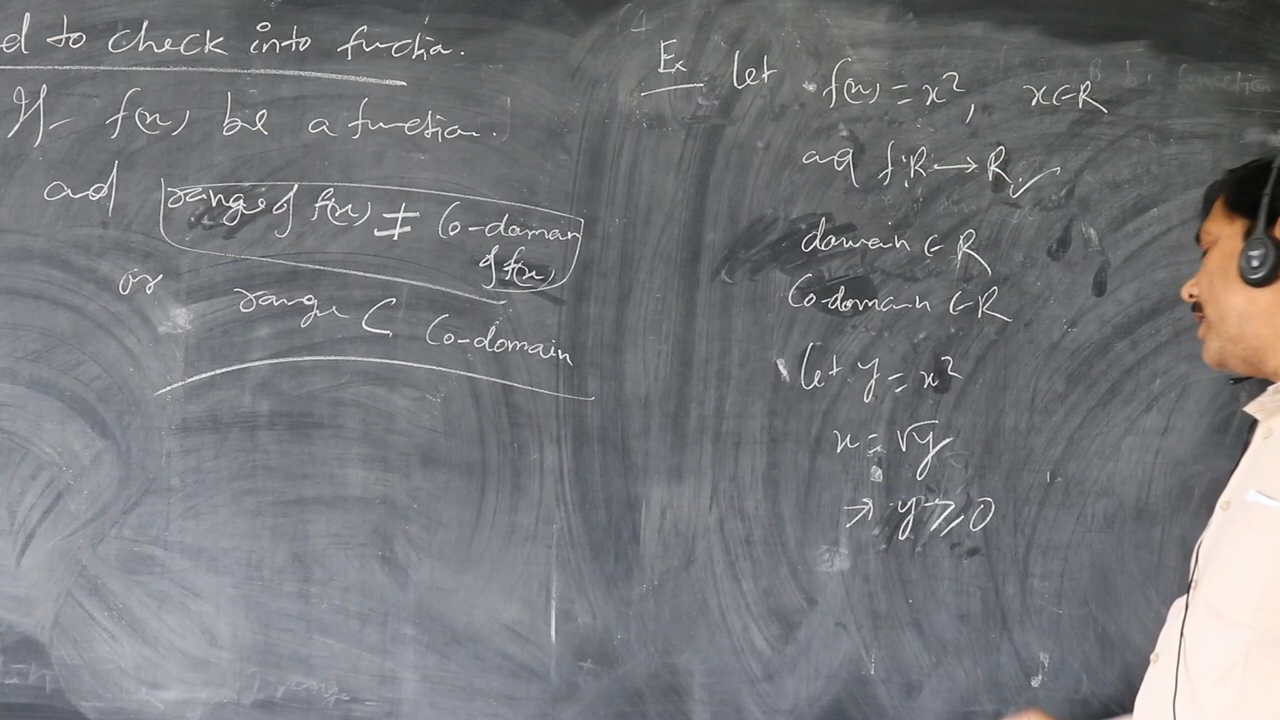 d to check into function.
If f(x) be a function.
and range of f(x) ≠ Co-domain
of f(x)
or range ⊂ Co-domain
Ex let f(x) = x², x∈R
and f:R→R ✓
domain ∈ R
Co-domain ∈ R
let y = x²
x = √y
→ y ≥ 0
range